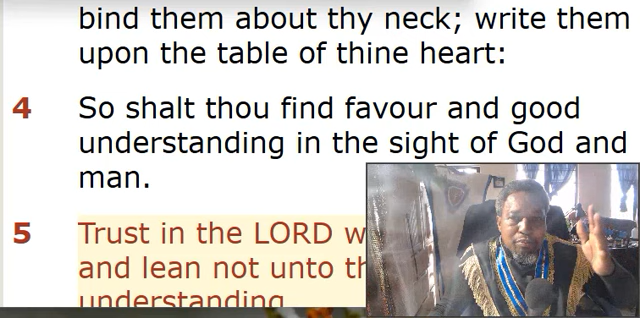 bind them about thy neck; write them
upon the table of thine heart:
4 So shalt thou find favour and good
understanding in the sight of God and
man.
5 Trust in the LORD w
and lean not unto th
understanding